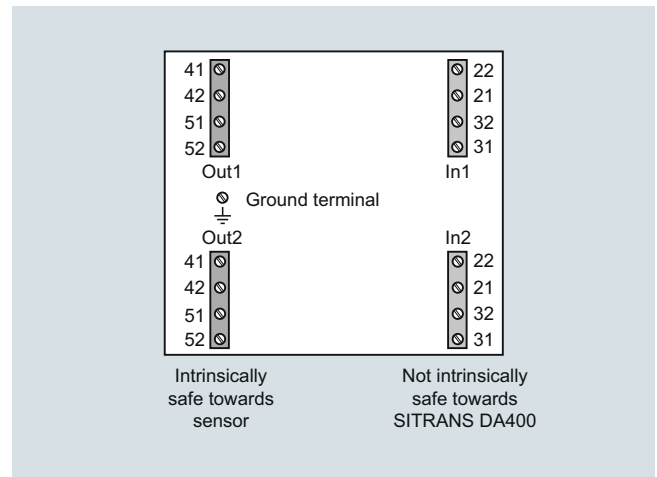 41 22
42 21
51 32
52 31
Out1 In1
Ground terminal
Out2 In2
41 22
42 21
51 32
52 31
Intrinsically
safe towards
sensor
Not intrinsically
safe towards
SITRANS DA400